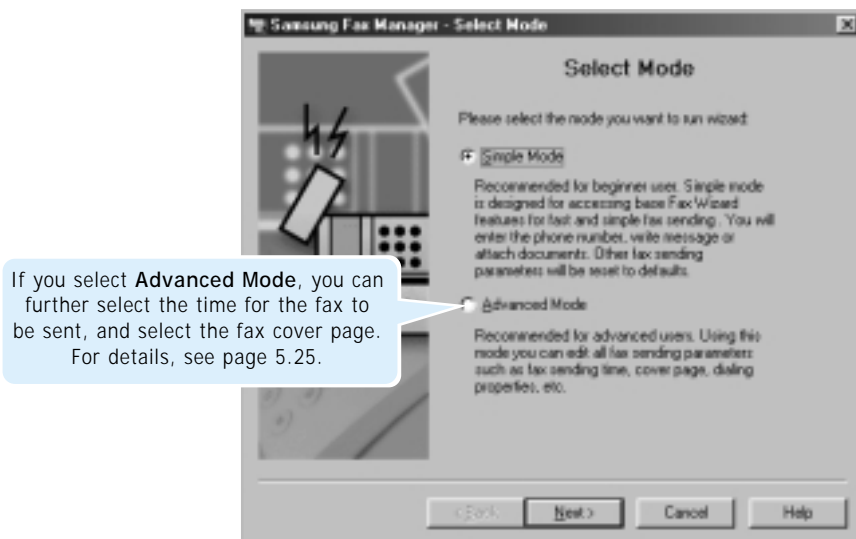 Samsung Fax Manager - Select Mode
Select Mode
Please select the mode you want to run wizard:
Simple Mode
Recommended for beginner user. Simple mode
is designed for accessing base Fax Wizard
features for fast and simple fax sending. You will
enter the phone number, write message or
attach documents. Other fax sending
parameters will be reset to defaults.
If you select Advanced Mode, you can
further select the time for the fax to
be sent, and select the fax cover page.
For details, see page 5.25.
Advanced Mode
Recommended for advanced users. Using this
mode you can edit all fax sending parameters
such as fax sending time, cover page, dialing
properties, etc.
< Back
Next >
Cancel
Help